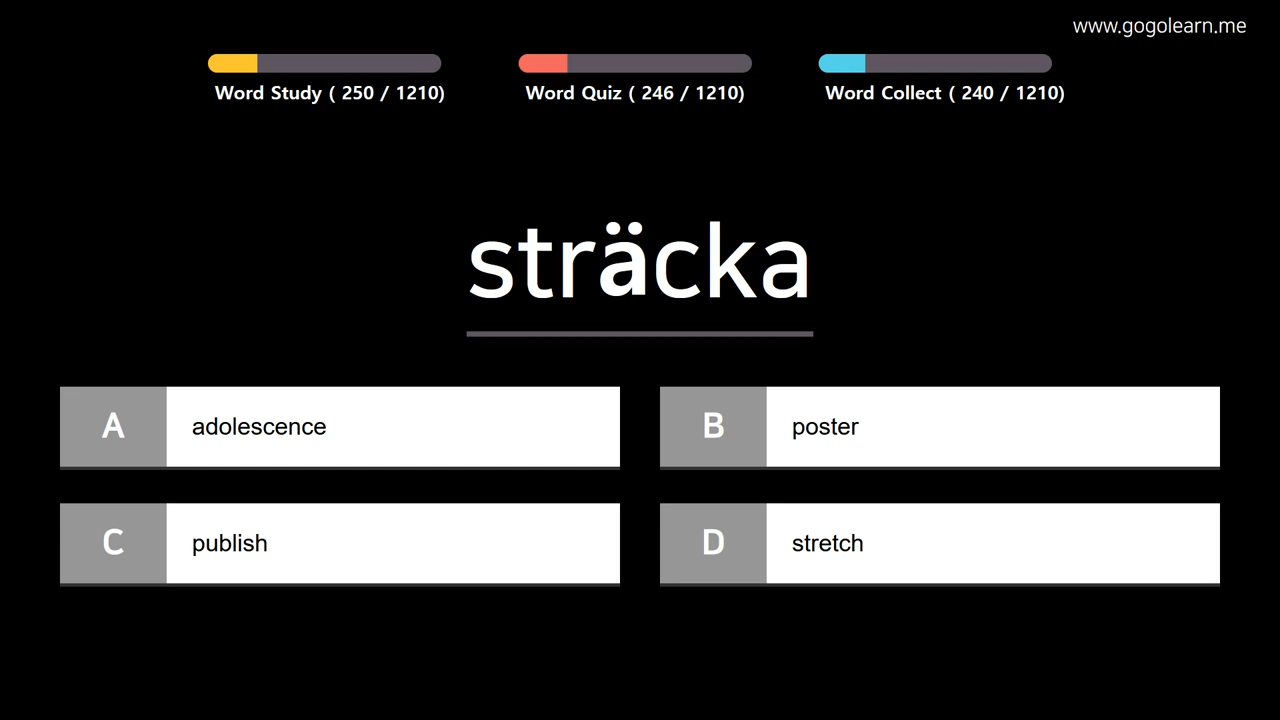 www.gogolearn.me
Word Study ( 250 / 1210)
Word Quiz ( 246 / 1210)
Word Collect ( 240 / 1210)
sträcka
A
adolescence
B
poster
C
publish
D
stretch